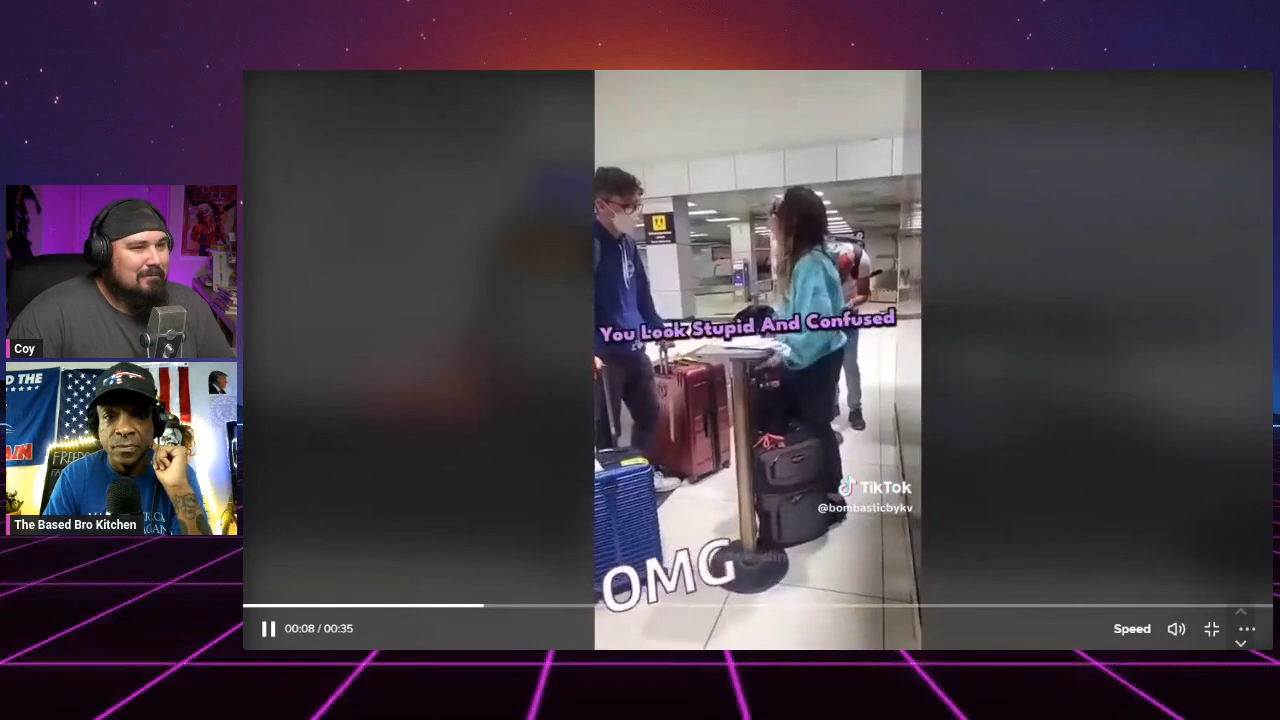 Coy
The Based Bro Kitchen
You Look Stupid And Confused
TikTok
@bombasticbykv
OMG
00:08 / 00:35
Speed